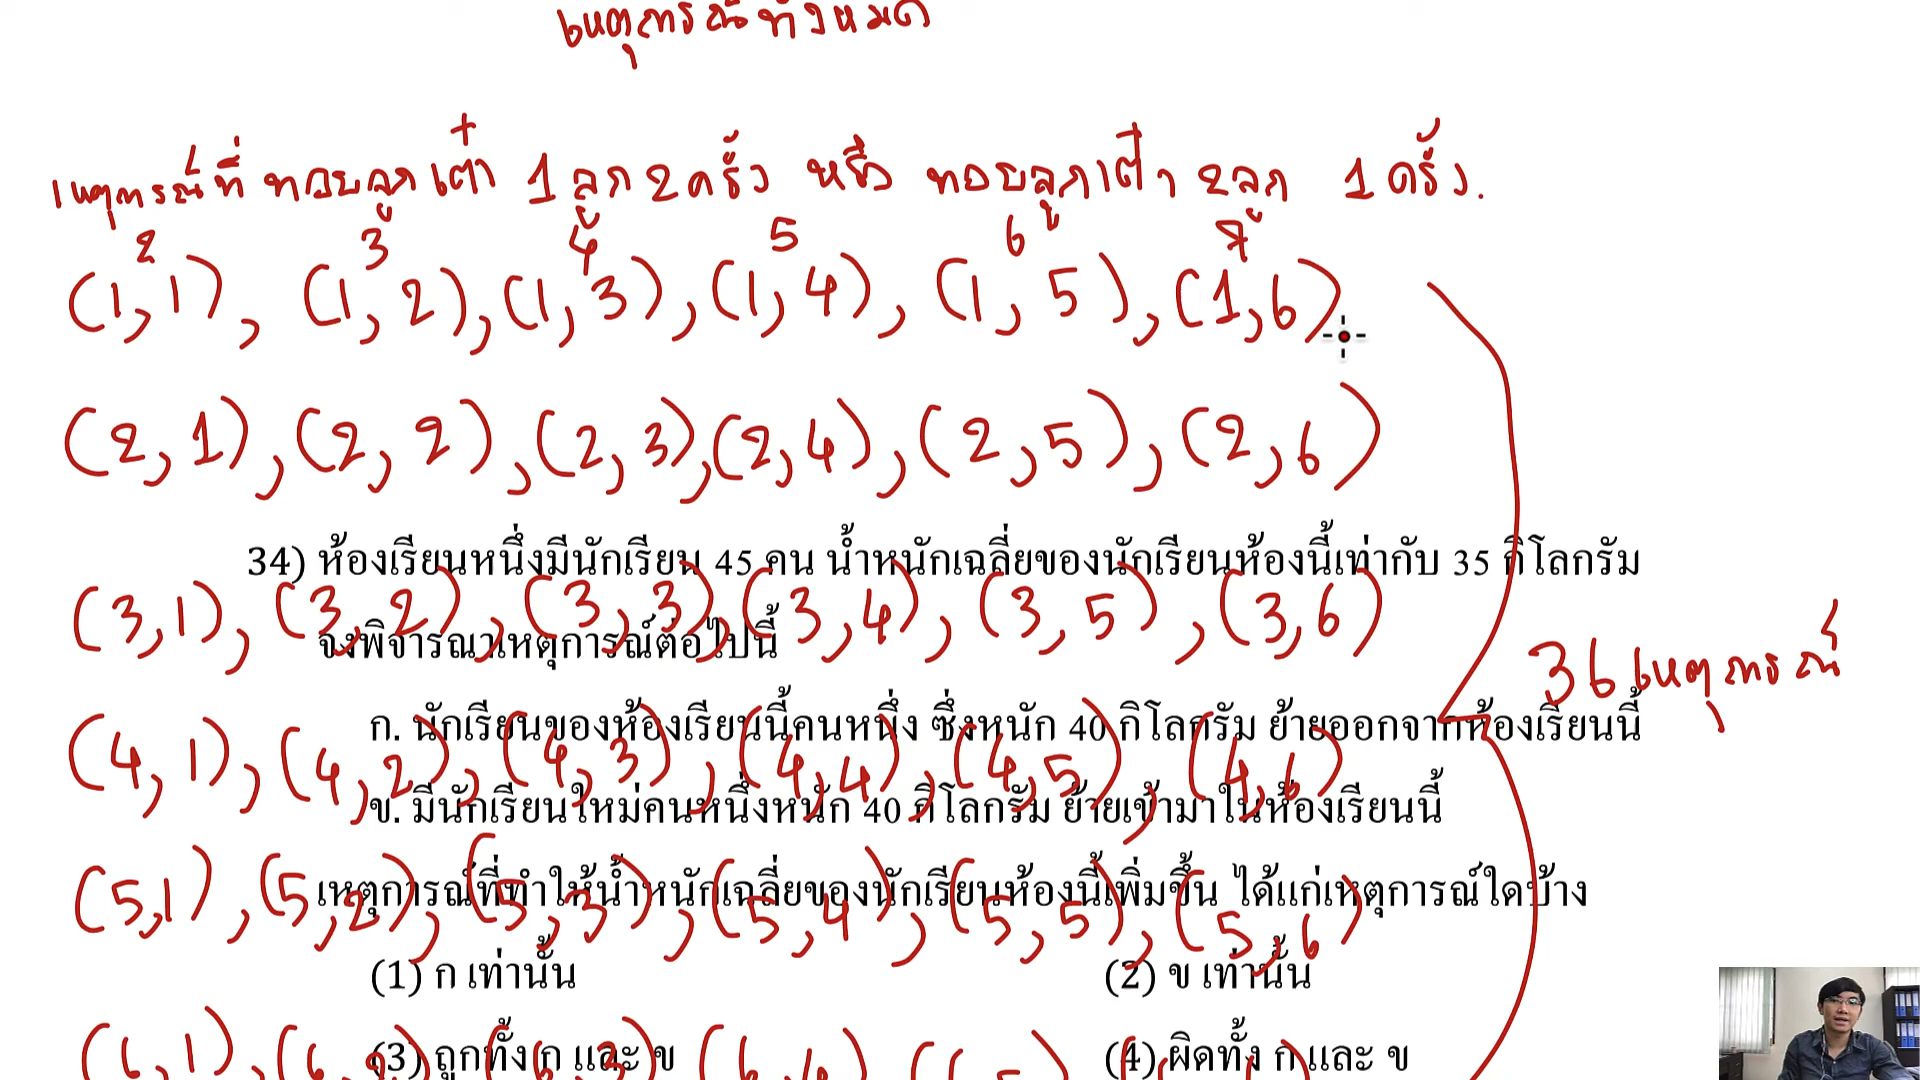 เหตุการณ์ทั้งหมด
+
เหตุการณ์ที่ ทอยลูกเต๋า 1 ลูก 2 ครั้ง หรือ ทอยลูกเต๋า 2 ลูก 1 ครั้ง.
2 3 4 5 6 7
(1,1), (1,2), (1,3), (1,4), (1,5), (1,6)
(2,1), (2,2), (2,3), (2,4), (2,5), (2,6)
34) ห้องเรียนหนึ่งมีนักเรียน 45 คน น้ำหนักเฉลี่ยของนักเรียนห้องนี้เท่ากับ 35 กิโลกรัม
(3,1), (3,2), (3,3), (3,4), (3,5), (3,6)
จงพิจารณาเหตุการณ์ต่อไปนี้
36 เหตุการณ์
ก. นักเรียนของห้องเรียนนี้คนหนึ่ง ซึ่งหนัก 40 กิโลกรัม ย้ายออกจากห้องเรียนนี้
(4,1), (4,2), (4,3), (4,4), (4,5), (4,6)
ข. มีนักเรียนใหม่คนหนึ่งหนัก 40 กิโลกรัม ย้ายเข้ามาในห้องเรียนนี้
เหตุการณ์ที่ทำให้น้ำหนักเฉลี่ยของนักเรียนห้องนี้เพิ่มขึ้น ได้แก่เหตุการณ์ใดบ้าง
(5,1), (5,2), (5,3), (5,4), (5,5), (5,6)
(1) ก เท่านั้น (2) ข เท่านั้น
(3) ถูกทั้ง ก และ ข (4) ผิดทั้ง ก และ ข
(6,1), (6,2), (6,3), (6,4)